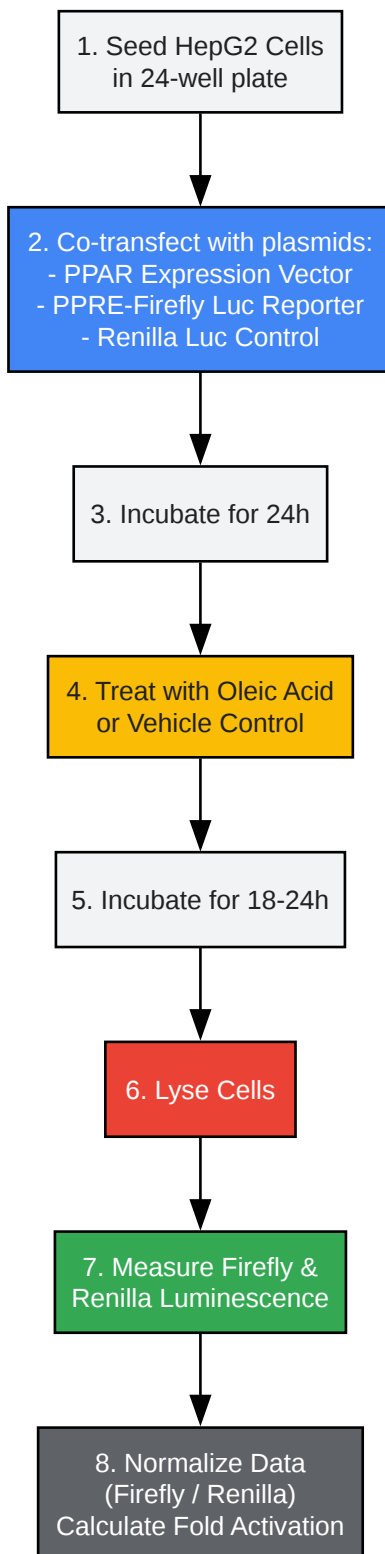 1. Seed HepG2 Cells
in 24-well plate
2. Co-transfect with plasmids:
- PPAR Expression Vector
- PPRE-Firefly Luc Reporter
- Renilla Luc Control
3. Incubate for 24h
4. Treat with Oleic Acid
or Vehicle Control
5. Incubate for 18-24h
6. Lyse Cells
7. Measure Firefly &
Renilla Luminescence
8. Normalize Data
(Firefly / Renilla)
Calculate Fold Activation